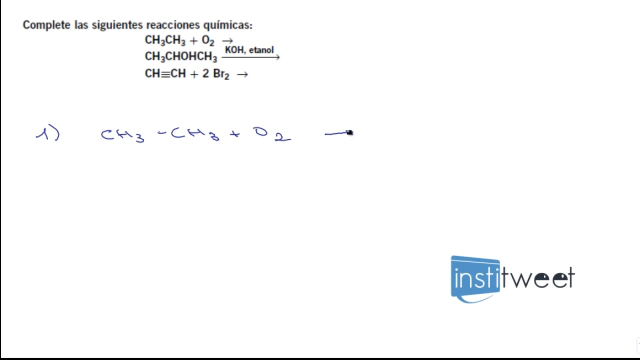 Complete las siguientes reacciones químicas:
CH₃CH₃ + O₂ →
CH₃CHOHCH₃ KOH, etanol →
CH≡CH + 2 Br₂ →
1) CH₃ - CH₃ + O₂ →
institweet